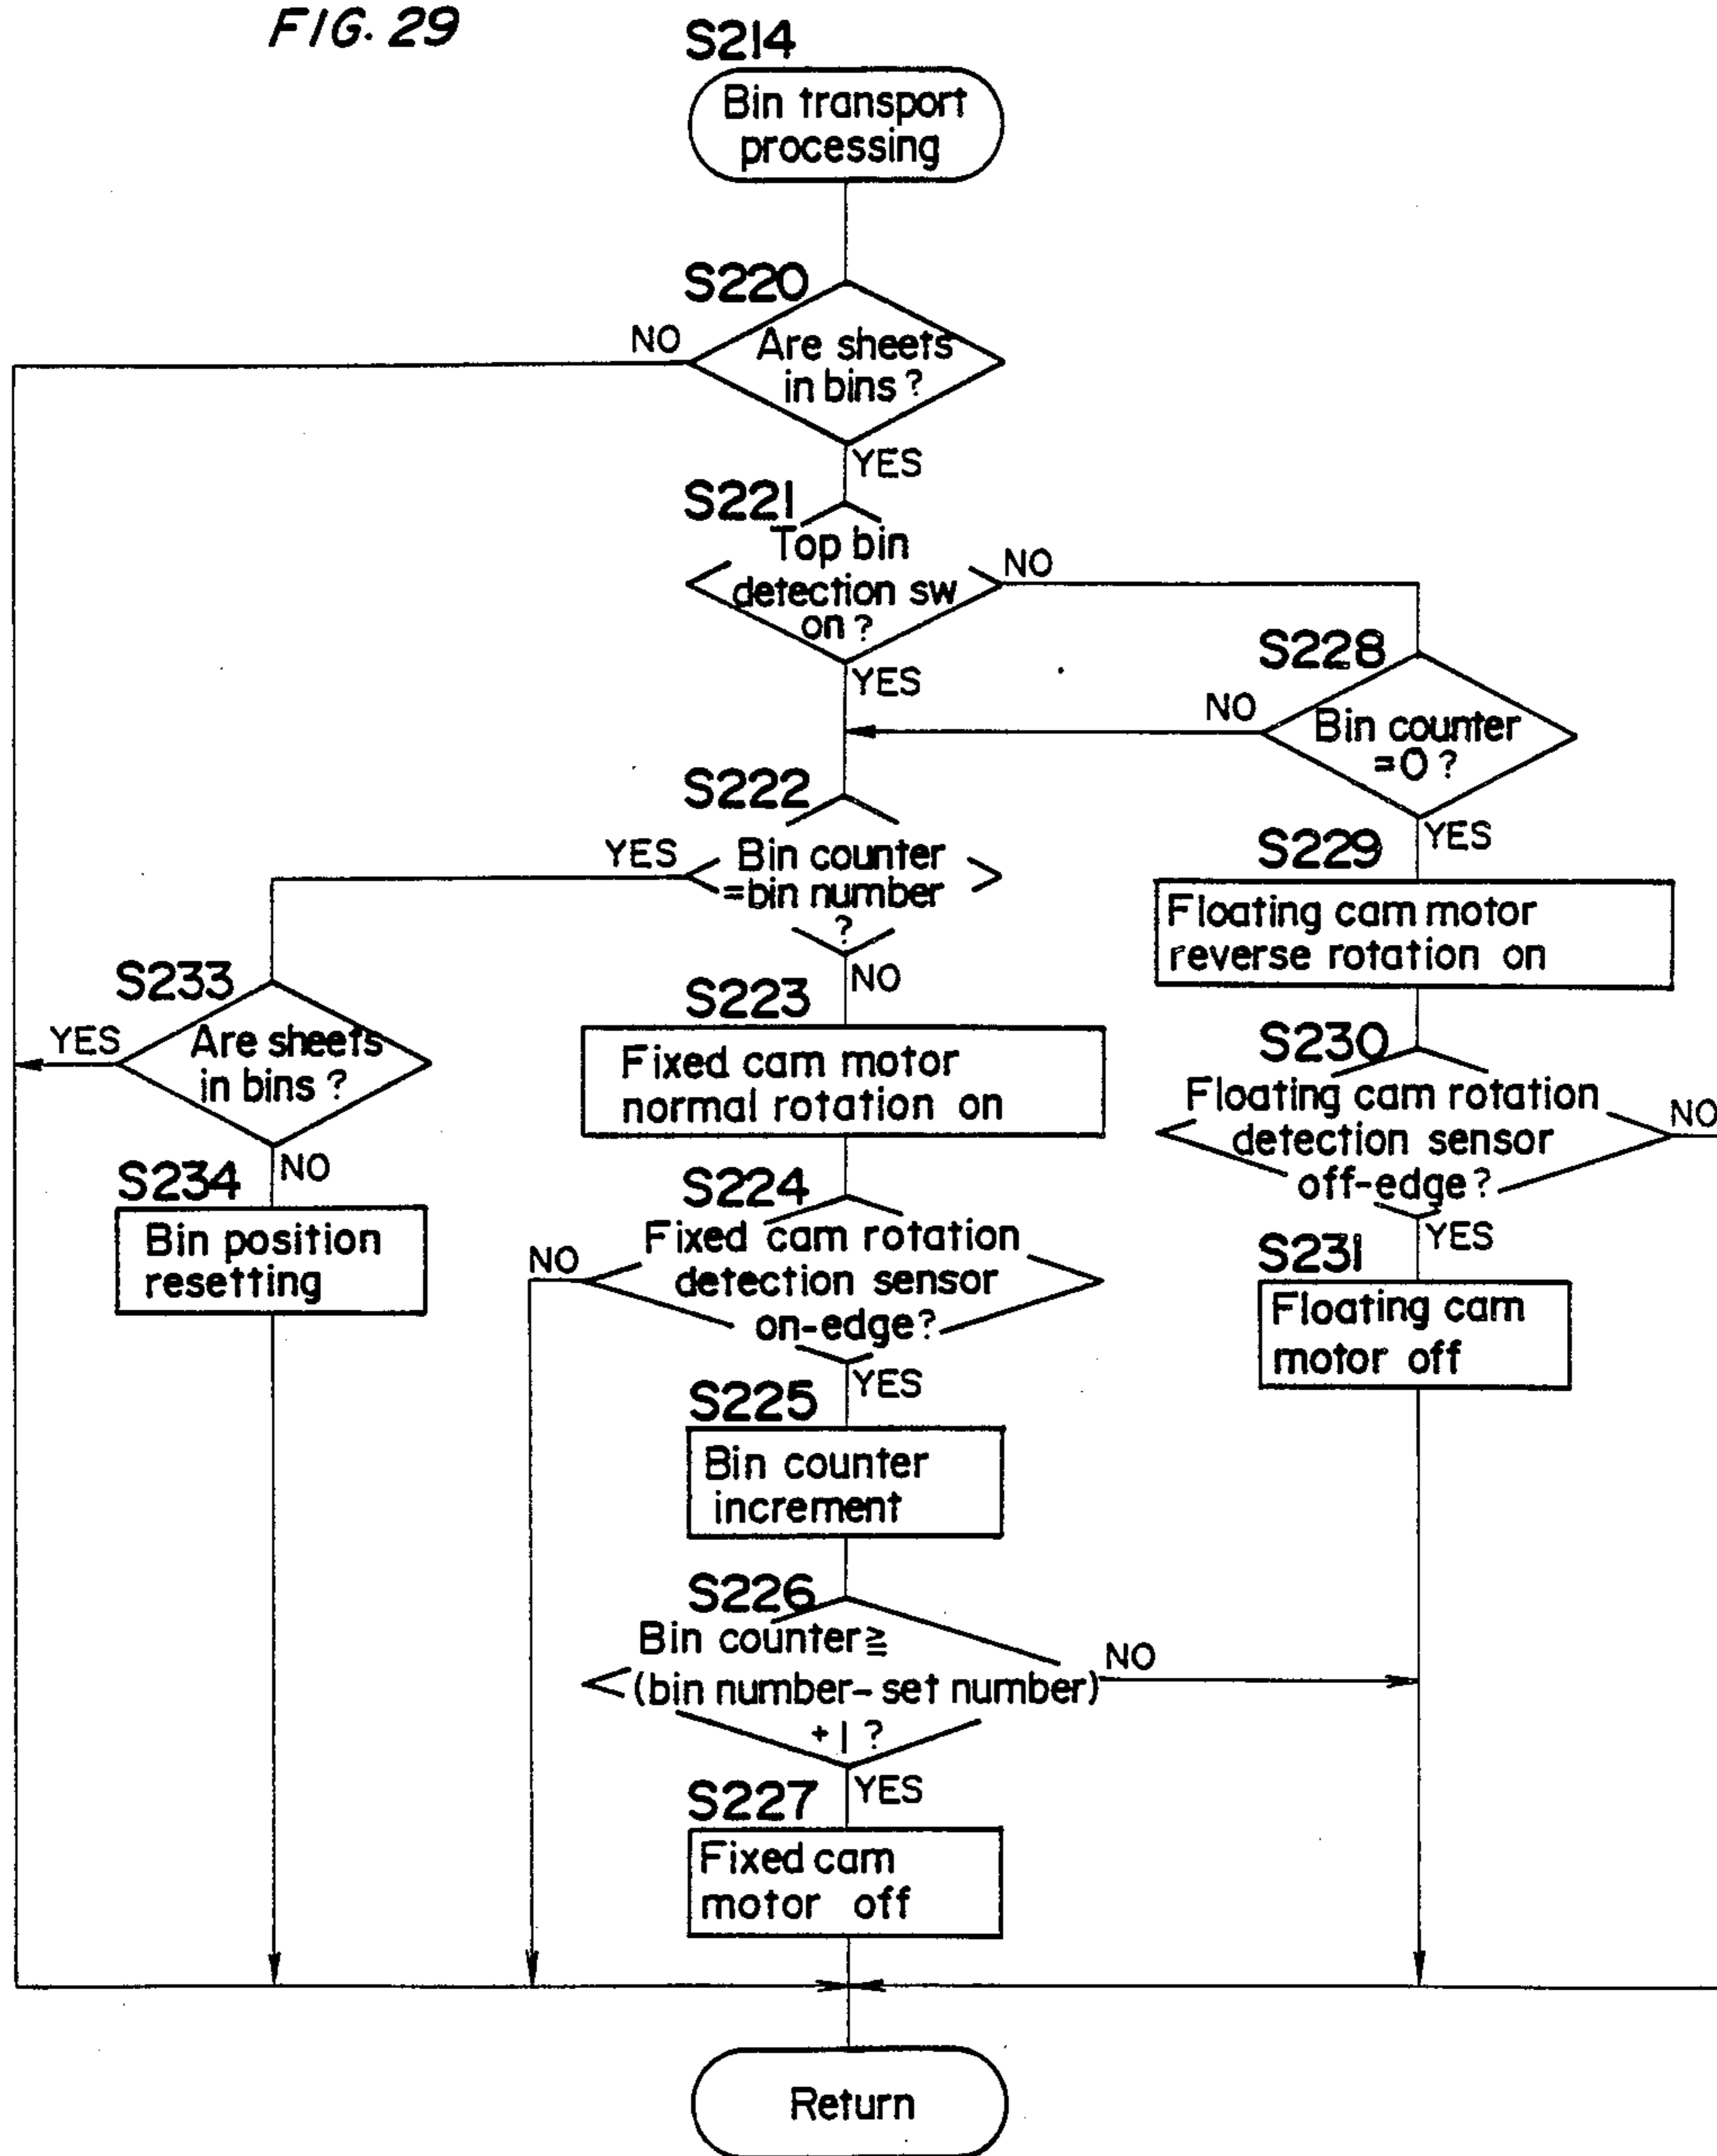 FIG. 29
S214
Bin transport
processing
S220
NO
Are sheets
in bins ?
YES
S221
Top bin
detection sw
on ?
NO
YES
S228
NO
Bin counter
=0 ?
YES
S222
YES
Bin counter
=bin number
?
NO
S229
Floating cam motor
reverse rotation on
S233
YES
Are sheets
in bins ?
NO
S223
Fixed cam motor
normal rotation on
S230
Floating cam rotation
detection sensor
off-edge?
NO
YES
S234
Bin position
resetting
S224
NO
Fixed cam rotation
detection sensor
on-edge?
YES
S231
Floating cam
motor off
S225
Bin counter
increment
S226
Bin counter ≧
(bin number - set number)
+1 ?
NO
YES
S227
Fixed cam
motor off
Return